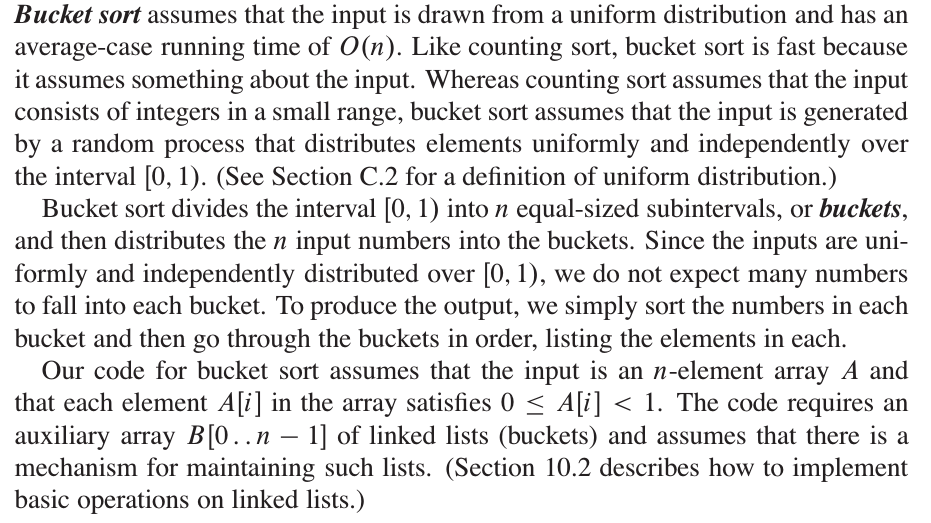 Bucket sort assumes that the input is drawn from a uniform distribution and has an
average-case running time of O(n). Like counting sort, bucket sort is fast because
it assumes something about the input. Whereas counting sort assumes that the input
consists of integers in a small range, bucket sort assumes that the input is generated
by a random process that distributes elements uniformly and independently over
the interval [0, 1). (See Section C.2 for a definition of uniform distribution.)
Bucket sort divides the interval [0, 1) into n equal-sized subintervals, or buckets,
and then distributes the n input numbers into the buckets. Since the inputs are uni-
formly and independently distributed over [0, 1), we do not expect many numbers
to fall into each bucket. To produce the output, we simply sort the numbers in each
bucket and then go through the buckets in order, listing the elements in each.
Our code for bucket sort assumes that the input is an n-element array A and
that each element A[i] in the array satisfies 0 ≤ A[i] < 1. The code requires an
auxiliary array B[0 . . n − 1] of linked lists (buckets) and assumes that there is a
mechanism for maintaining such lists. (Section 10.2 describes how to implement
basic operations on linked lists.)